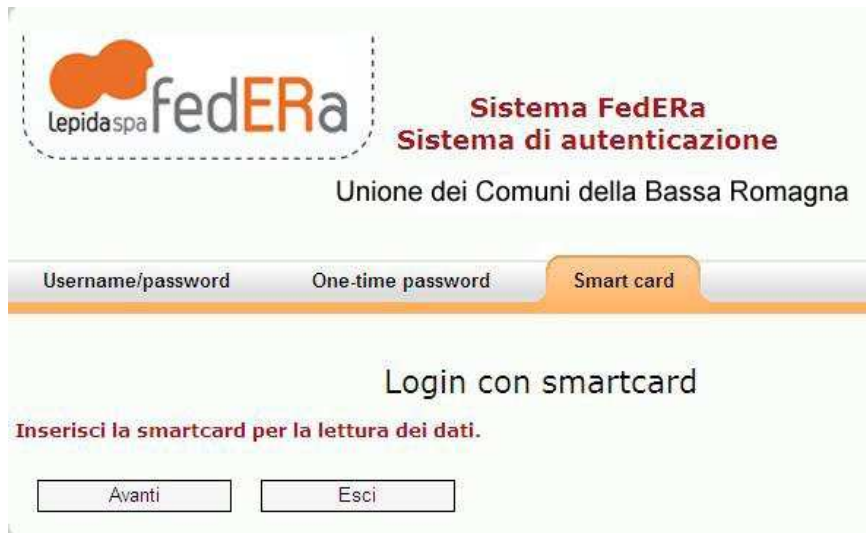 lepidaspa fedERa
Sistema FedERa
Sistema di autenticazione
Unione dei Comuni della Bassa Romagna
Username/password One-time password Smart card
Login con smartcard
Inserisci la smartcard per la lettura dei dati.
Avanti Esci